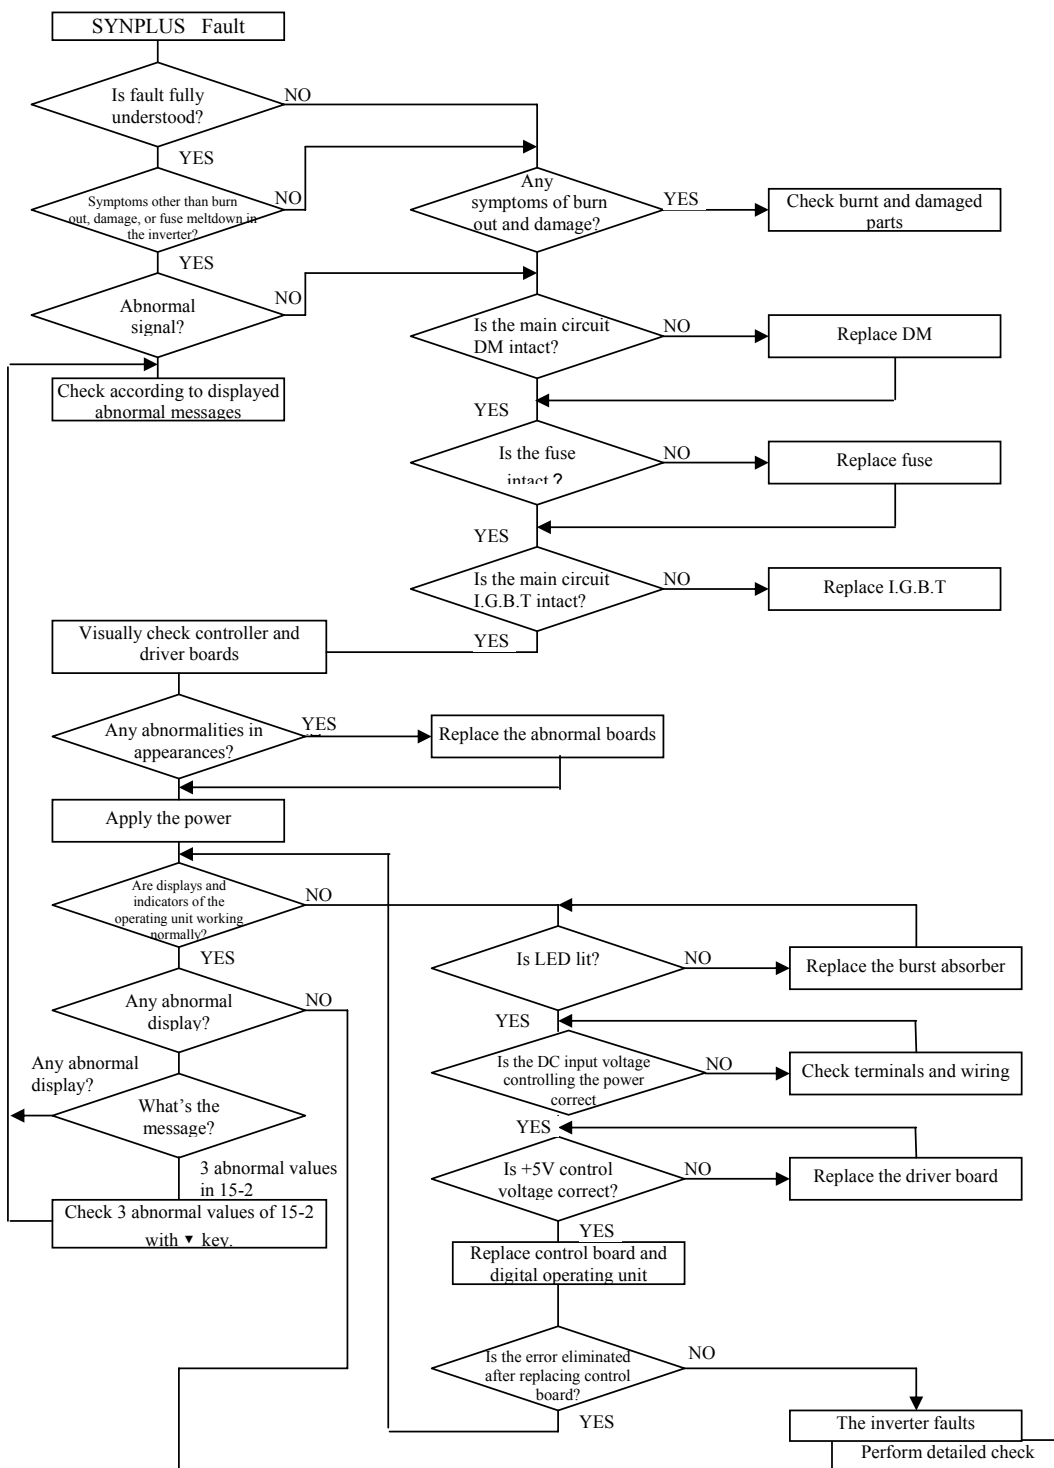 SYNPLUS Fault
Is fault fully
understood?
NO
YES
Symptoms other than burn
out, damage, or fuse meltdown in
the inverter?
NO
YES
Abnormal
signal?
NO
Check according to displayed
abnormal messages
Any
symptoms of burn
out and damage?
YES
Check burnt and damaged
parts
Is the main circuit
DM intact?
NO
Replace DM
YES
Is the fuse
intact ?
NO
Replace fuse
YES
Is the main circuit
I.G.B.T intact?
NO
Replace I.G.B.T
YES
Visually check controller and
driver boards
Any abnormalities in
appearances?
YES
Replace the abnormal boards
Apply the power
Are displays and
indicators of the
operating unit working
normally?
NO
YES
Any abnormal
display?
NO
Any abnormal
display?
What's the
message?
3 abnormal values
in 15-2
Check 3 abnormal values of 15-2
with ▼ key.
Is LED lit?
NO
Replace the burst absorber
YES
Is the DC input voltage
controlling the power
correct
NO
Check terminals and wiring
YES
Is +5V control
voltage correct?
NO
Replace the driver board
YES
Replace control board and
digital operating unit
Is the error eliminated
after replacing control
board?
NO
YES
The inverter faults
Perform detailed check